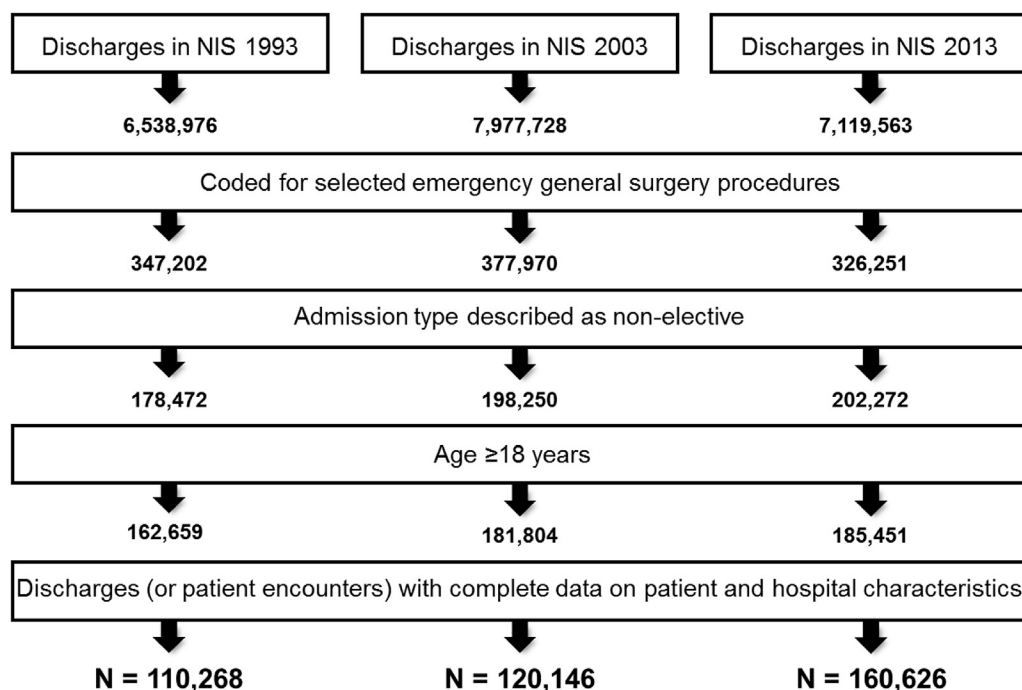 Discharges in NIS 1993 Discharges in NIS 2003 Discharges in NIS 2013
6,538,976 7,977,728 7,119,563
Coded for selected emergency general surgery procedures
347,202 377,970 326,251
Admission type described as non-elective
178,472 198,250 202,272
Age ≥18 years
162,659 181,804 185,451
Discharges (or patient encounters) with complete data on patient and hospital characteristics
N = 110,268 N = 120,146 N = 160,626